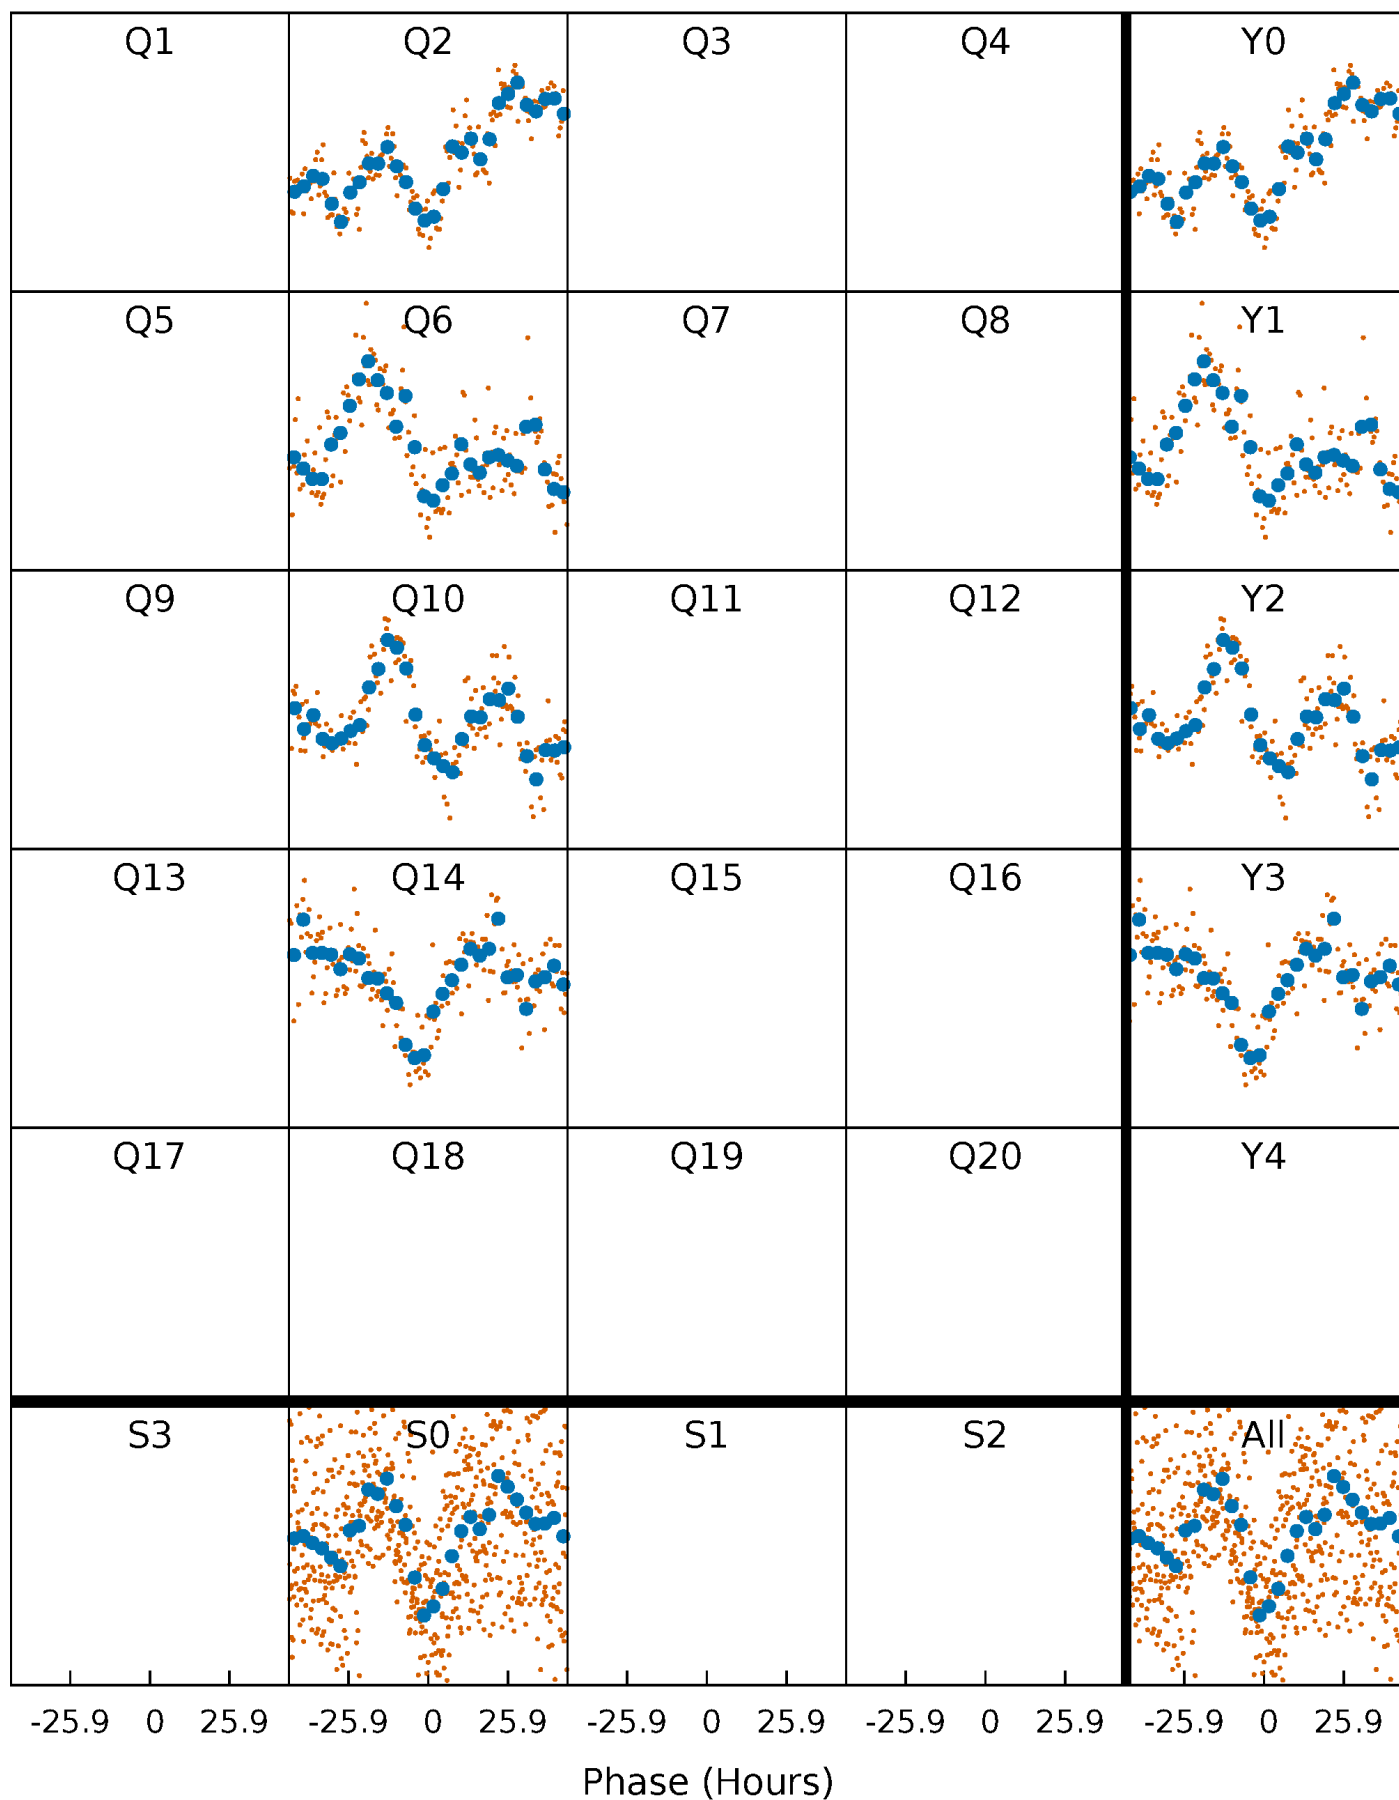 Q1 Q2 Q3 Q4 Y0
Q5 Q6 Q7 Q8 Y1
Q9 Q10 Q11 Q12 Y2
Q13 Q14 Q15 Q16 Y3
Q17 Q18 Q19 Q20 Y4
S3 S0 S1 S2 All
-25.9 0 25.9 -25.9 0 25.9 -25.9 0 25.9 -25.9 0 25.9 -25.9 0 25.9
Phase (Hours)